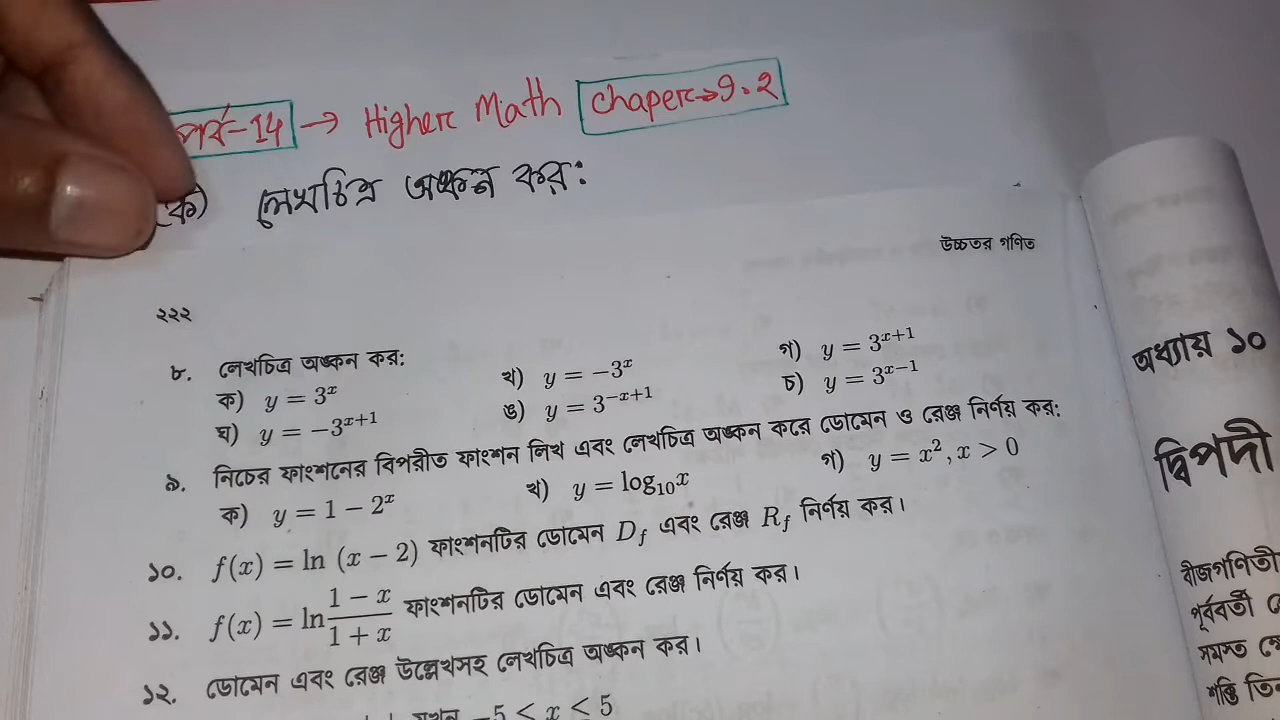 পর্ব-14 → Higher Math Chaper→9.2
(ক) লেখচিত্র অঙ্কন কর:
উচ্চতর গণিত
২২২
৮. লেখচিত্র অঙ্কন কর:
ক) y = 3^x খ) y = −3^x গ) y = 3^{x+1}
ঘ) y = −3^{x+1} ঙ) y = 3^{−x+1} চ) y = 3^{x−1}
৯. নিচের ফাংশনের বিপরীত ফাংশন লিখ এবং লেখচিত্র অঙ্কন করে ডোমেন ও রেঞ্জ নির্ণয় কর:
ক) y = 1 − 2^x খ) y = log₁₀x গ) y = x², x > 0
১০. f(x) = ln (x − 2) ফাংশনটির ডোমেন D_f এবং রেঞ্জ R_f নির্ণয় কর।
১১. f(x) = ln (1 − x)/(1 + x) ফাংশনটির ডোমেন এবং রেঞ্জ নির্ণয় কর।
১২. ডোমেন এবং রেঞ্জ উল্লেখসহ লেখচিত্র অঙ্কন কর।
যখন −5 ≤ x ≤ 5
অধ্যায় ১০
দ্বিপদী
বীজগণিতী
পূর্ববর্তী
সমস্ত
শক্তি তি